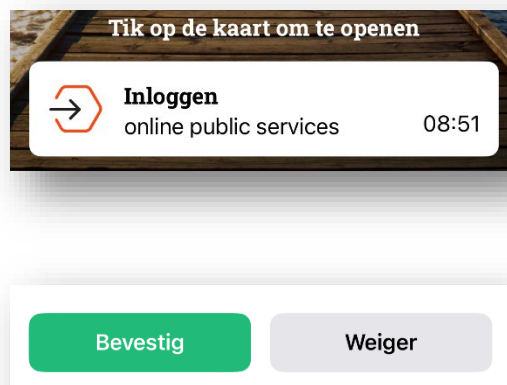 Tik op de kaart om te openen
Inloggen
online public services 08:51
Bevestig Weiger